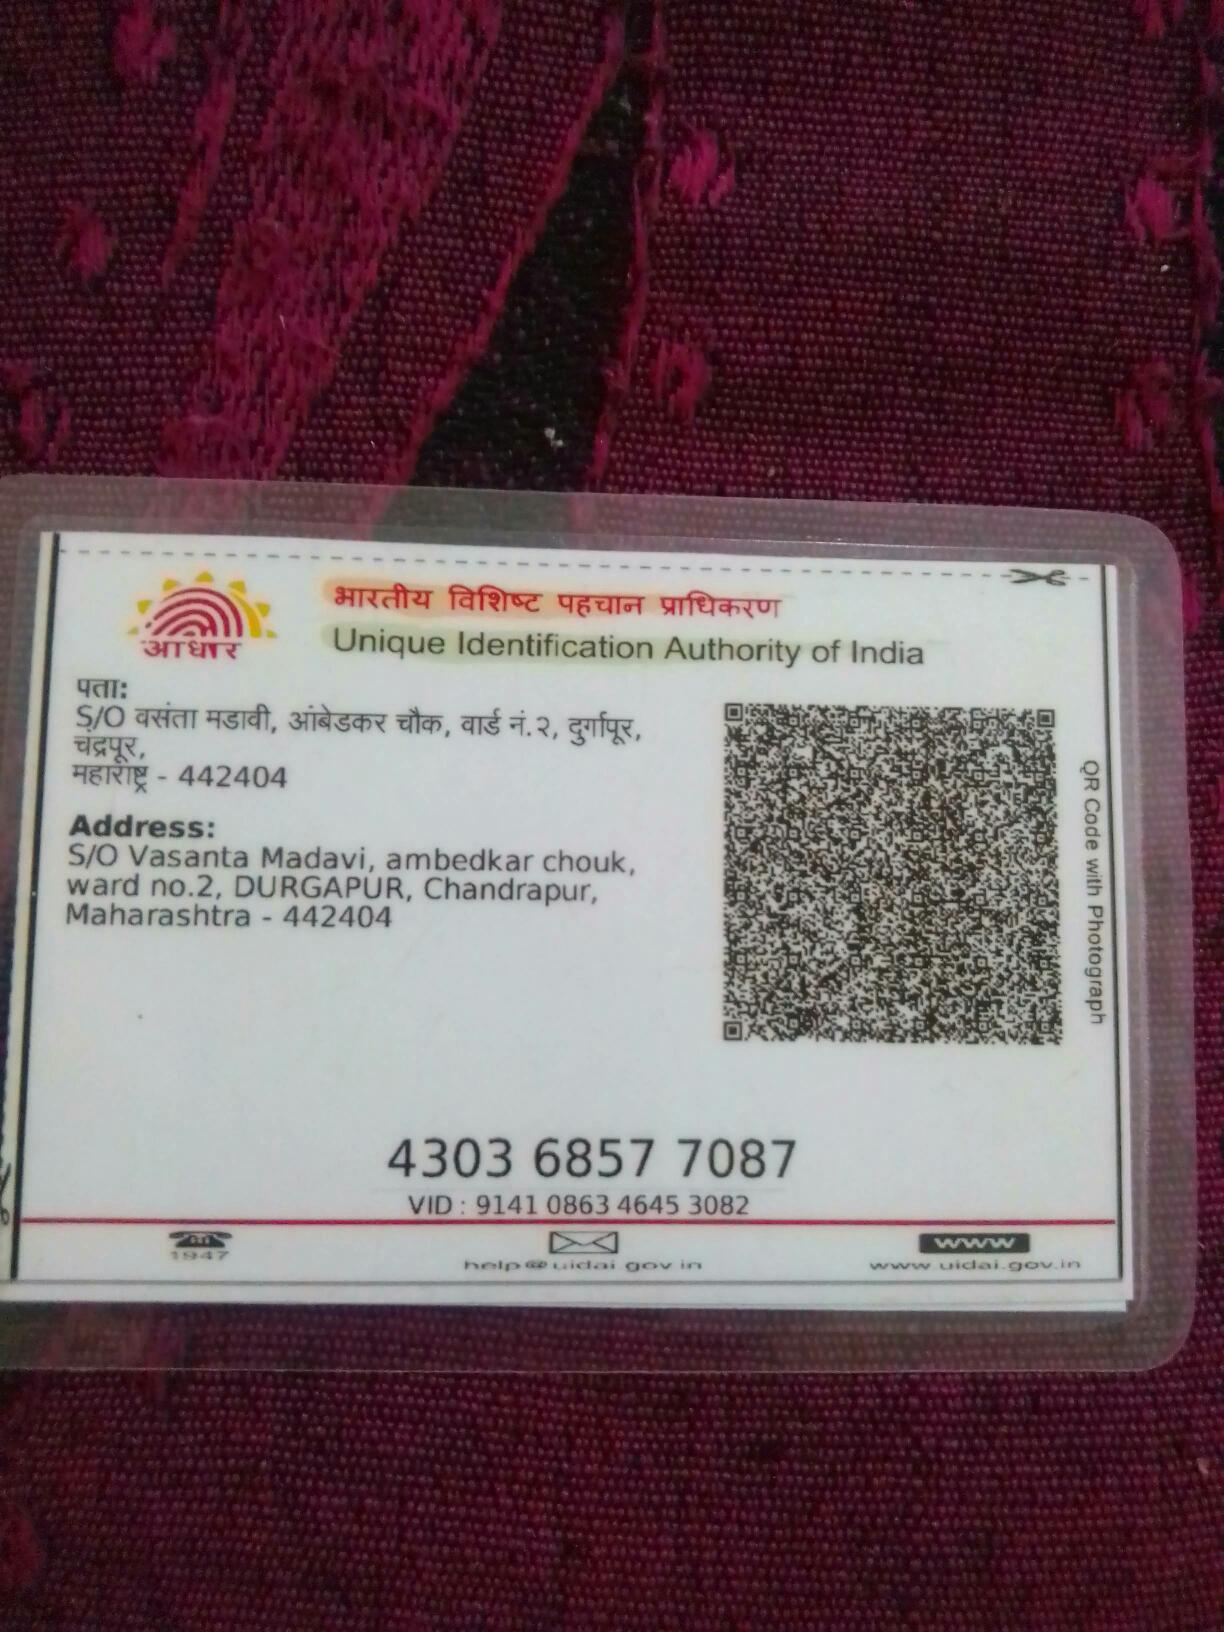 आधार
भारतीय विशिष्ट पहचान प्राधिकरण
Unique Identification Authority of India
पता:
S/O वसंता मडावी, आंबेडकर चौक, वार्ड नं.२, दुर्गापूर,
चंद्रपूर,
महाराष्ट्र - 442404
Address:
S/O Vasanta Madavi, ambedkar chouk,
ward no.2, DURGAPUR, Chandrapur,
Maharashtra - 442404
QR Code with Photograph
4303 6857 7087
VID : 9141 0863 4645 3082
1947
help@uidai.gov.in
www
www.uidai.gov.in